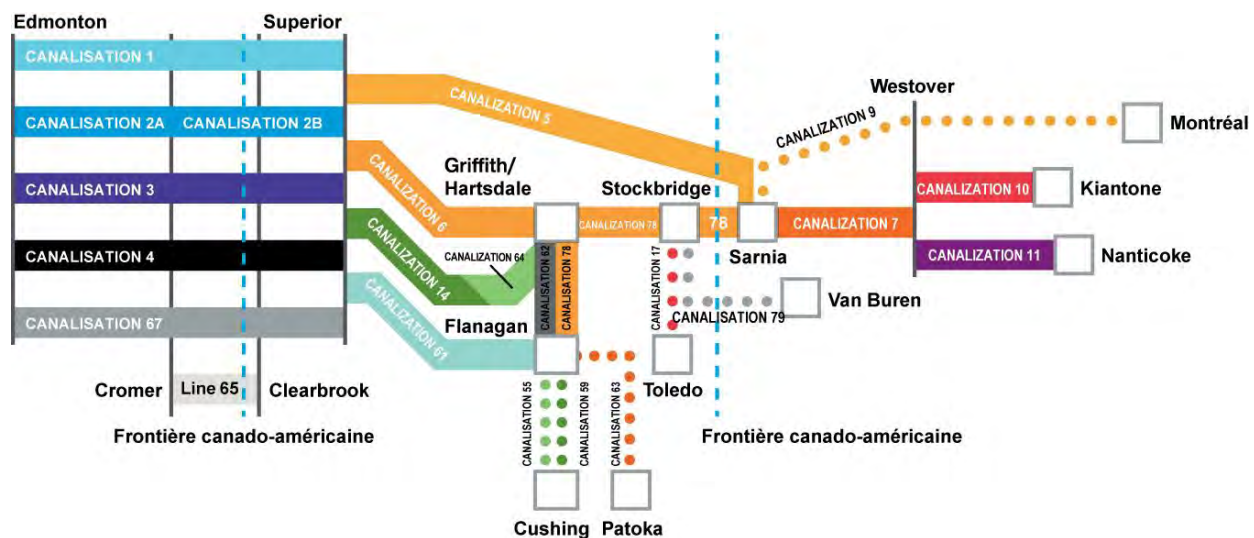 Edmonton
Superior
CANALISATION 1
CANALIZATION 5
Westover
CANALIZATION 9
CANALISATION 2A
CANALISATION 2B
Montréal
Griffith/
Hartsdale
Stockbridge
CANALISATION 3
CANALIZATION 10
Kiantone
CANALIZATION 6
CANALIZATION 78
78
CANALIZATION 7
Sarnia
CANALISATION 4
CANALIZATION 64
CANALIZATION 11
Nanticoke
CANALIZATION 14
CANALISATION 62
CANALISATION 78
CANALISATION 17
Van Buren
CANALISATION 79
CANALISATION 67
Flanagan
CANALIZATION 61
Cromer
Line 65
Clearbrook
Toledo
CANALISATION 55
CANALISATION 59
CANALISATION 63
Frontière canado-américaine
Frontière canado-américaine
Cushing
Patoka